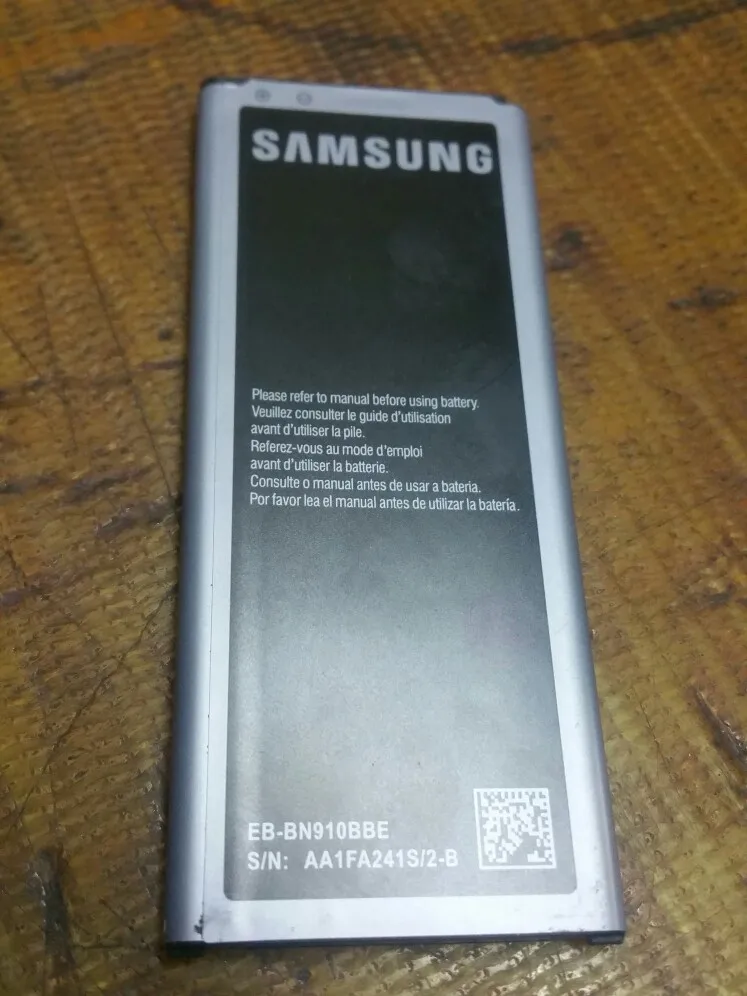 SAMSUNG
Please refer to manual before using battery.
Veuillez consulter le guide d'utilisation
avant d'utiliser la pile.
Referez-vous au mode d'emploi
avant d'utiliser la batterie.
Consulte o manual antes de usar a bateria.
Por favor lea el manual antes de utilizar la batería.
EB-BN910BBE
S/N: AA1FA241S/2-B